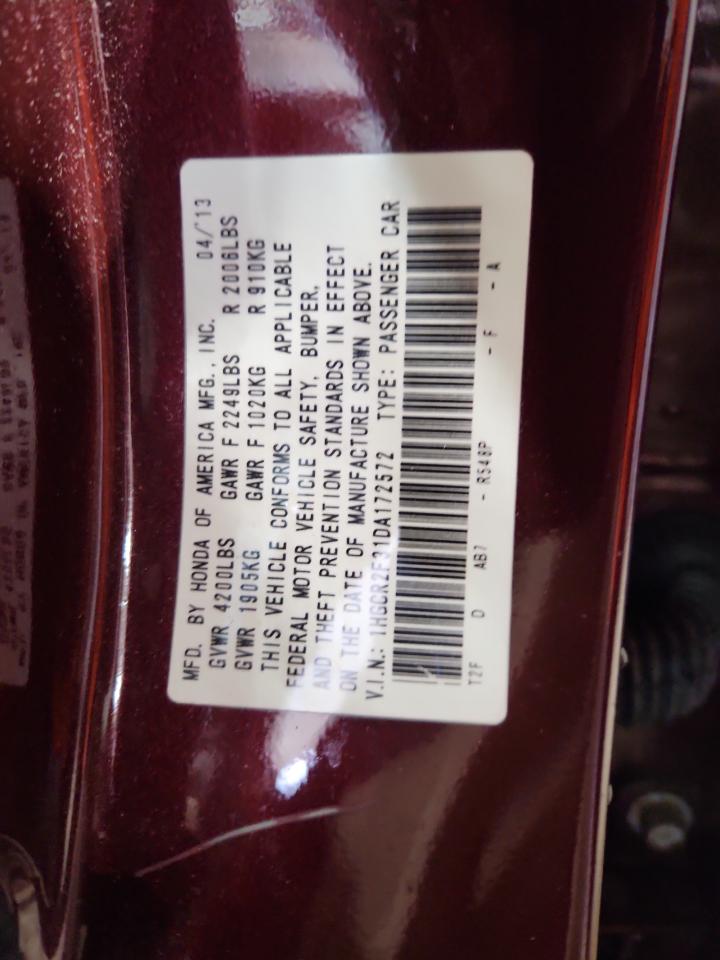 MFD. BY HONDA OF AMERICA MFG., INC. 04/'13
GVWR 4200LBS GAWR F 2249LBS R 2006LBS
GVWR 1905KG GAWR F 1020KG R 910KG
THIS VEHICLE CONFORMS TO ALL APPLICABLE
FEDERAL MOTOR VEHICLE SAFETY, BUMPER,
AND THEFT PREVENTION STANDARDS IN EFFECT
ON THE DATE OF MANUFACTURE SHOWN ABOVE.
V.I.N.: 1HGCR2F31DA172572 TYPE: PASSENGER CAR
T2F D AB7 - R548P - F - A